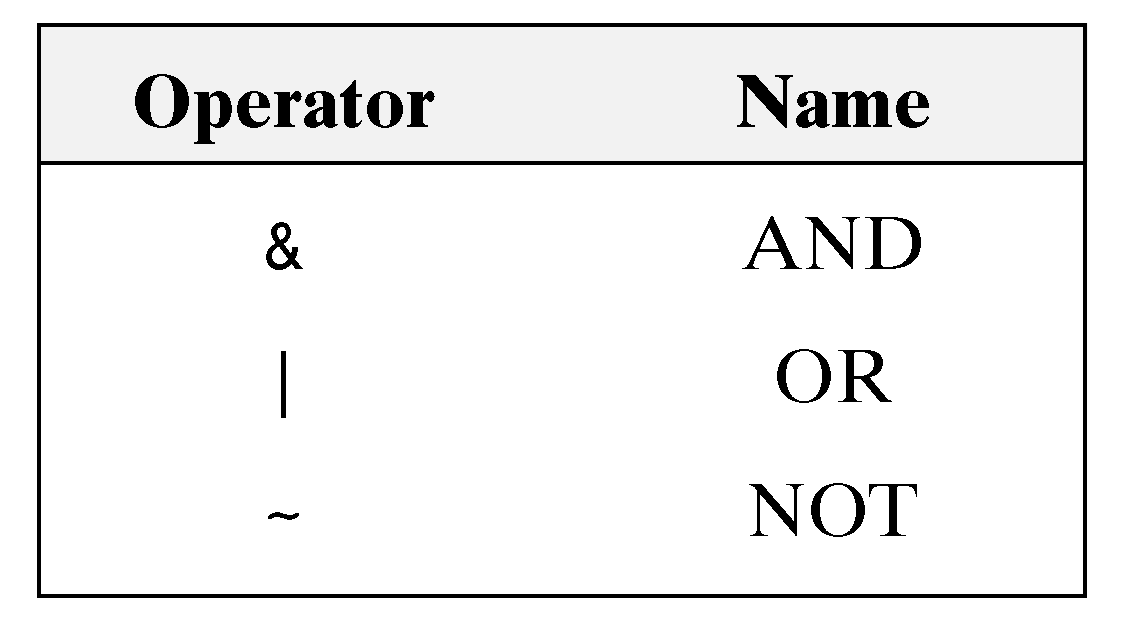 Operator Name
& AND
| OR
~ NOT